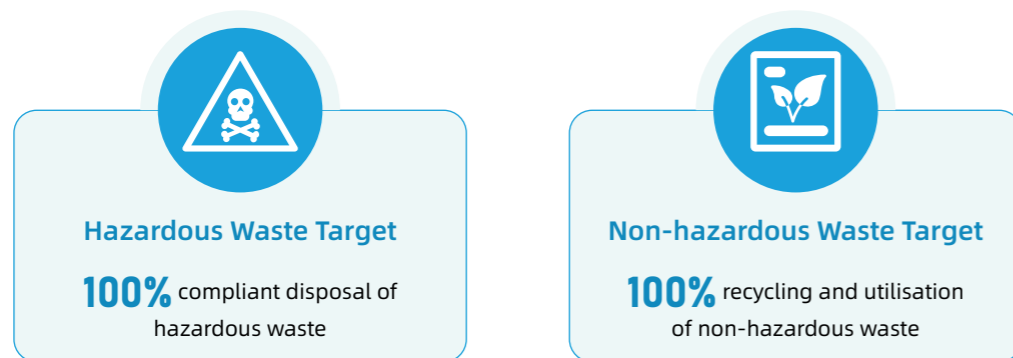 Hazardous Waste Target
100% compliant disposal of
hazardous waste
Non-hazardous Waste Target
100% recycling and utilisation
of non-hazardous waste